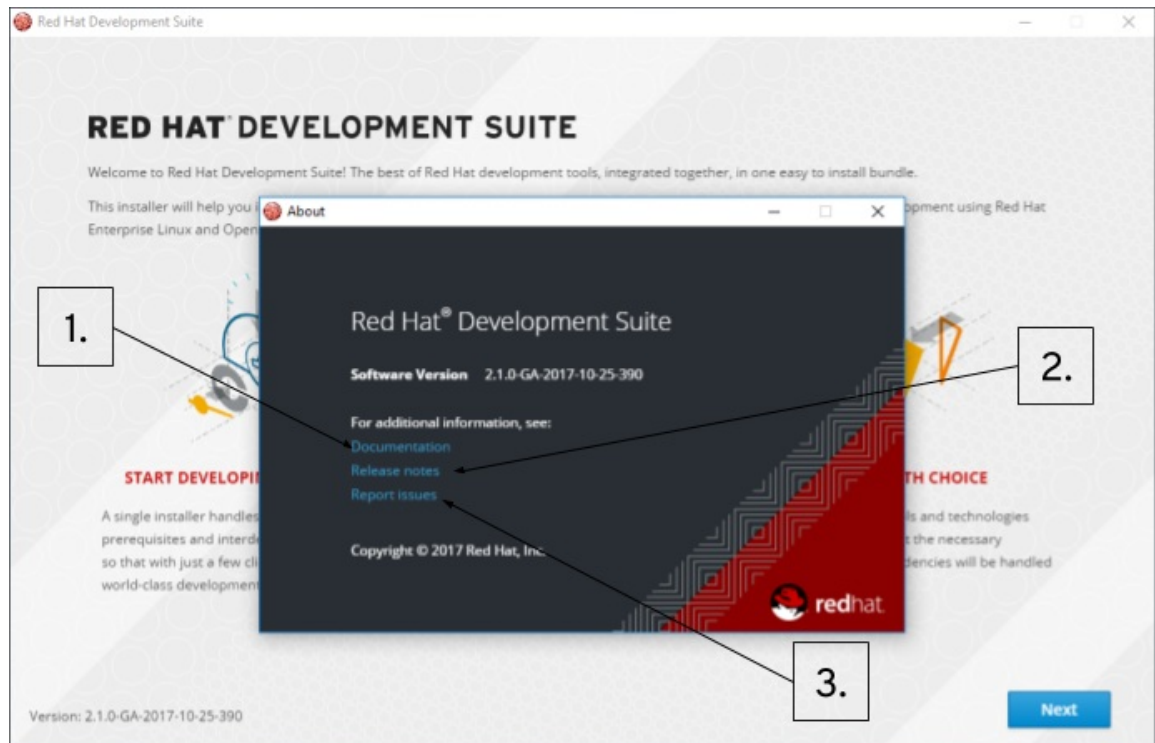 Red Hat Development Suite
RED HAT® DEVELOPMENT SUITE
Welcome to Red Hat Development Suite! The best of Red Hat development tools, integrated together, in one easy to install bundle.
This installer will help you
opment using Red Hat
Enterprise Linux and Open
About
Red Hat® Development Suite
Software Version 2.1.0-GA-2017-10-25-390
For additional information, see:
Documentation
Release notes
Report issues
Copyright © 2017 Red Hat, Inc.
redhat.
1.
2.
3.
START DEVELOPI
A single installer handles
prerequisites and interd
so that with just a few cli
world-class developmen
TH CHOICE
ls and technologies
t the necessary
dencies will be handled
Version: 2.1.0-GA-2017-10-25-390
Next